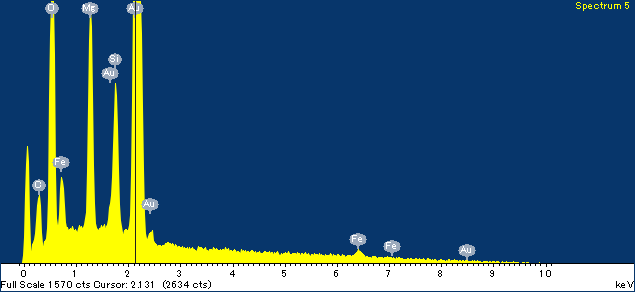 Spectrum 5
O Mg Au
Si
Au
Fe
O
Au
Fe Fe Au
0 1 2 3 4 5 6 7 8 9 10
Full Scale 1570 cts Cursor: 2.131 (2634 cts) keV